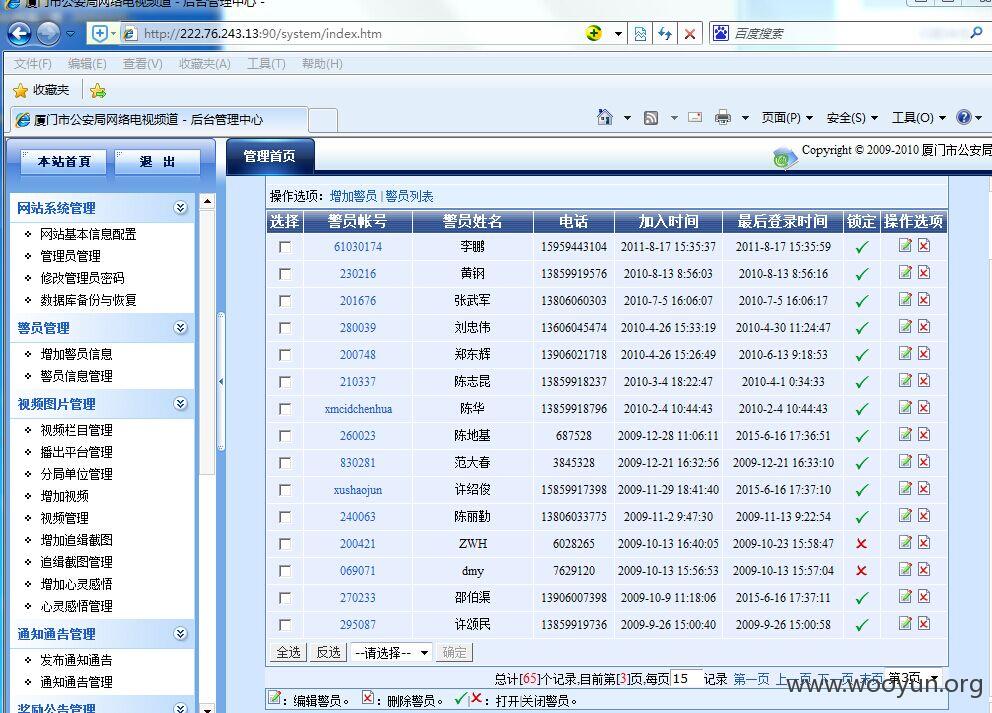 厦门市公安局网络电视频道 - 后台管理中心 -
http://222.76.243.13:90/system/index.htm
百度搜索
文件(F) 编辑(E) 查看(V) 收藏夹(A) 工具(T) 帮助(H)
收藏夹
厦门市公安局网络电视频道 - 后台管理中心
页面(P) 安全(S) 工具(O)
本站首页 退 出
管理首页
Copyright © 2009-2010 厦门市公安局
网站系统管理
网站基本信息配置
管理员管理
修改管理员密码
数据库备份与恢复
警员管理
增加警员信息
警员信息管理
视频图片管理
视频栏目管理
播出平台管理
分局单位管理
增加视频
视频管理
增加追缉截图
追缉截图管理
增加心灵感悟
心灵感悟管理
通知通告管理
发布通知通告
通知通告管理
奖励公告管理
操作选项：增加警员 | 警员列表
选择 警员帐号 警员姓名 电话 加入时间 最后登录时间 锁定 操作选项
61030174 李鹏 15959443104 2011-8-17 15:35:37 2011-8-17 15:35:59
230216 黄钢 13859919576 2010-8-13 8:56:03 2010-8-13 8:56:16
201676 张武军 13806060303 2010-7-5 16:06:07 2010-7-5 16:06:17
280039 刘忠伟 13606045474 2010-4-26 15:33:19 2010-4-30 11:24:47
200748 郑东辉 13906021718 2010-4-26 15:26:49 2010-6-13 9:18:53
210337 陈志昆 13859918237 2010-3-4 18:22:47 2010-4-1 0:34:33
xmcidchenhua 陈华 13859918796 2010-2-4 10:44:43 2010-2-4 10:44:43
260023 陈地基 687528 2009-12-28 11:06:11 2015-6-16 17:36:51
830281 范大春 3845328 2009-12-21 16:32:56 2009-12-21 16:33:10
xushaojun 许绍俊 15859917398 2009-11-29 18:41:40 2015-6-16 17:37:10
240063 陈丽勤 13806033775 2009-11-2 9:47:30 2009-11-13 9:22:54
200421 ZWH 6028265 2009-10-13 16:40:05 2009-10-23 15:58:47
069071 dmy 7629120 2009-10-13 15:56:53 2009-10-13 15:57:04
270233 邵伯渠 13906007398 2009-10-9 11:18:06 2015-6-16 17:37:11
295087 许颂民 13859919736 2009-9-26 15:00:40 2009-9-26 15:00:58
全选 反选 --请选择-- 确定
总计[65]个记录,目前第[3]页,每页 15 记录 第一页 上一页 下一页 末页 第3页
：编辑警员。 ：删除警员。 ：打开|关闭警员。
www.wooyun.org